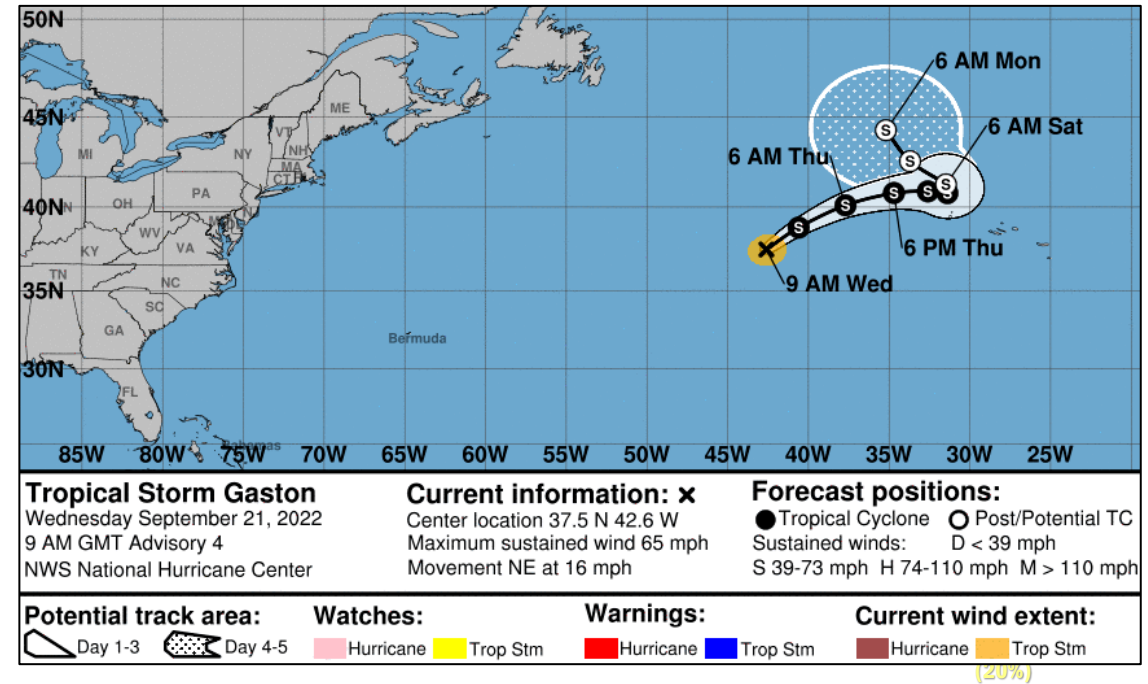 50N
45N
40N
35N
30N
6 AM Mon
6 AM Sat
6 AM Thu
6 PM Thu
9 AM Wed
S
S
S
S
S
S
S
ME
VT
NH
MA
CT
R
NY
MI
PA
OH
IN
N
M
DE
WV
VA
KY
TN
NC
SC
GA
FL
Bermuda
Bahamas
85W 80W 75W 70W 65W 60W 55W 50W 45W 40W 35W 30W 25W
Tropical Storm Gaston
Wednesday September 21, 2022
9 AM GMT Advisory 4
NWS National Hurricane Center
Current information: x
Center location 37.5 N 42.6 W
Maximum sustained wind 65 mph
Movement NE at 16 mph
Forecast positions:
Tropical Cyclone Post/Potential TC
Sustained winds: D < 39 mph
S 39-73 mph H 74-110 mph M > 110 mph
Potential track area:
Day 1-3 Day 4-5
Watches:
Hurricane Trop Stm
Warnings:
Hurricane Trop Stm
Current wind extent:
Hurricane Trop Stm
(20%)